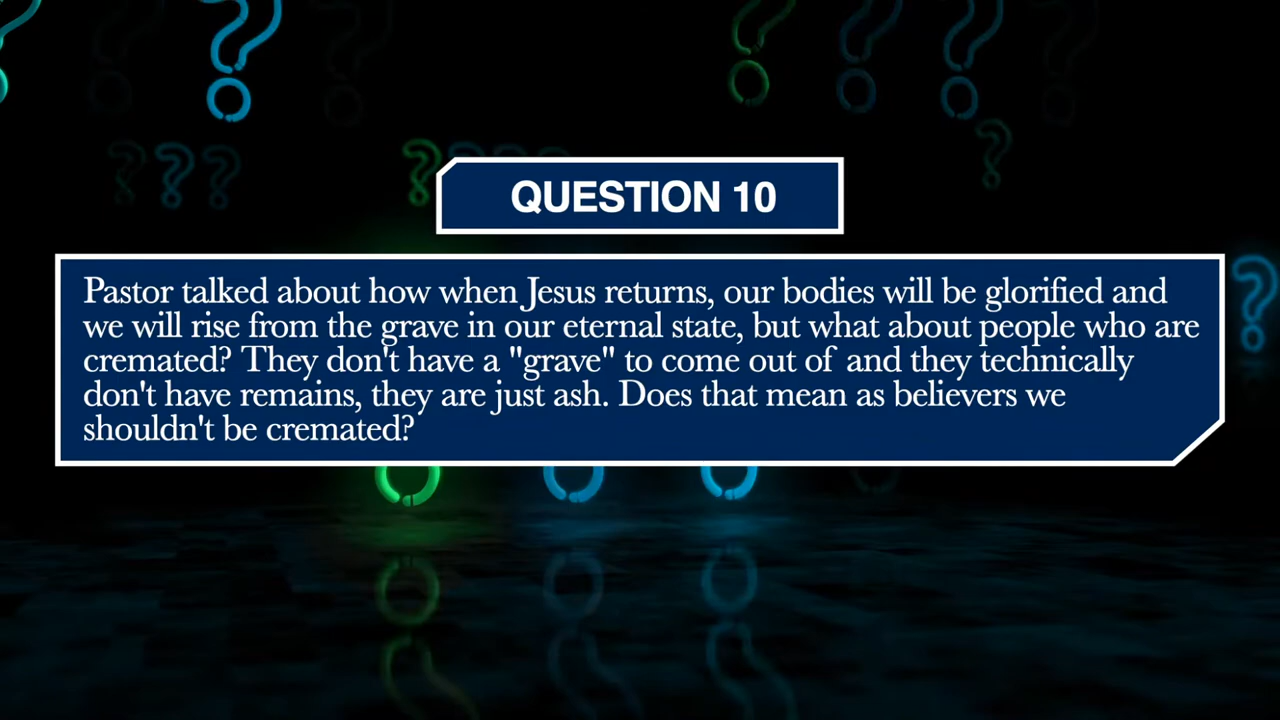 QUESTION 10
Pastor talked about how when Jesus returns, our bodies will be glorified and
we will rise from the grave in our eternal state, but what about people who are
cremated? They don't have a "grave" to come out of and they technically
don't have remains, they are just ash. Does that mean as believers we
shouldn't be cremated?